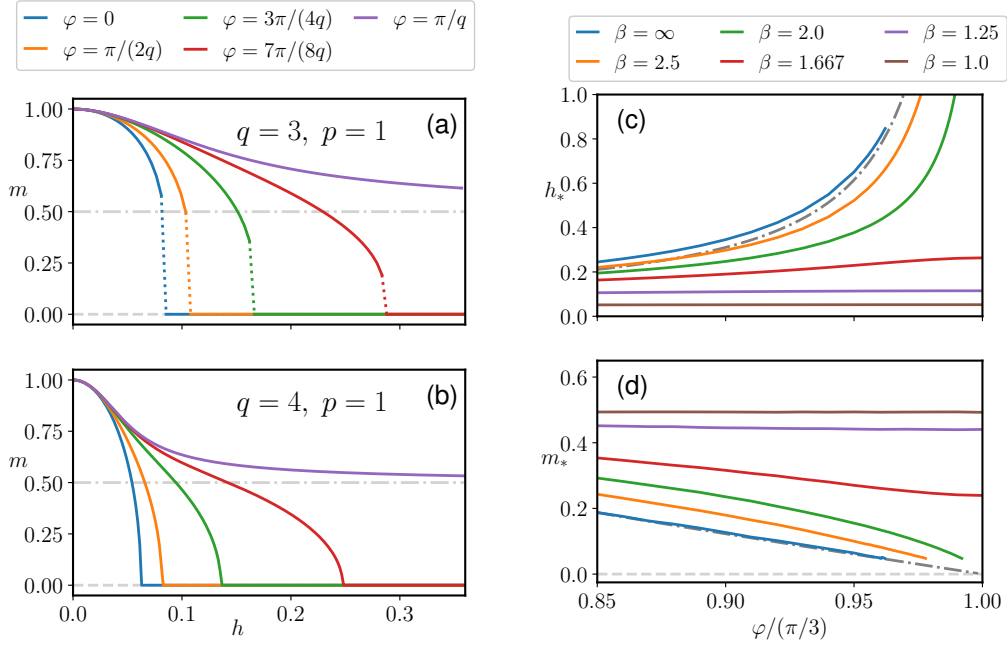 φ = 0
φ = 3π/(4q)
φ = π/q
φ = π/(2q)
φ = 7π/(8q)
1.00
0.75
m
0.50
0.25
0.00
q = 3, p = 1
(a)
1.00
0.75
m
0.50
0.25
0.00
q = 4, p = 1
(b)
0.0
0.1
0.2
0.3
h
β = ∞
β = 2.0
β = 1.25
β = 2.5
β = 1.667
β = 1.0
1.0
0.8
h*
0.6
0.4
0.2
0.0
(c)
0.6
0.4
m*
0.2
0.0
(d)
0.85
0.90
0.95
1.00
φ/(π/3)